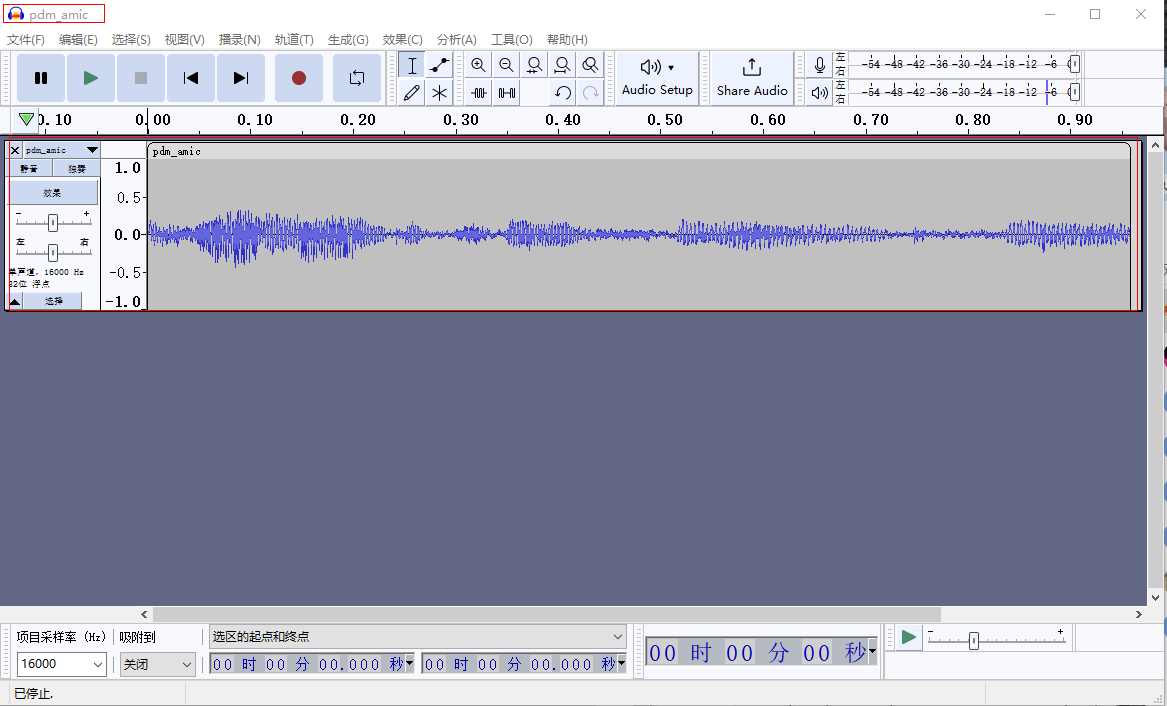 pdm_amic
文件(F) 编辑(E) 选择(S) 视图(V) 播录(N) 轨道(T) 生成(G) 效果(C) 分析(A) 工具(O) 帮助(H)
Audio Setup
Share Audio
左
右
-54 -48 -42 -36 -30 -24 -18 -12 -6 0
左
右
-54 -48 -42 -36 -30 -24 -18 -12 -6 0
0.10 0.00 0.10 0.20 0.30 0.40 0.50 0.60 0.70 0.80 0.90
pdm_amic
静音 独奏
效果
- +
左 右
单声道, 16000 Hz
32位 浮点
选择
1.0
0.5-
0.0-
-0.5-
-1.0
pdm_amic
项目采样率 (Hz) 吸附到 选区的起点和终点
16000 关闭 00 时 00 分 00.000 秒 00 时 00 分 00.000 秒
00 时 00 分 00 秒
- +
已停止.